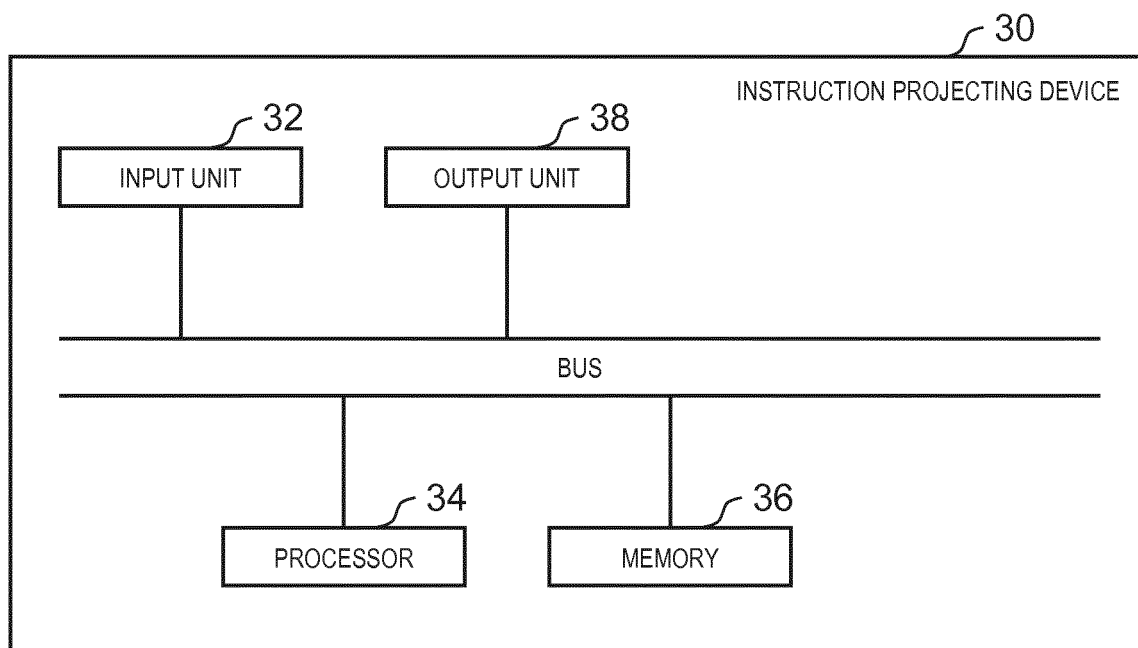 30
INSTRUCTION PROJECTING DEVICE
32
38
INPUT UNIT
OUTPUT UNIT
BUS
34
36
PROCESSOR
MEMORY